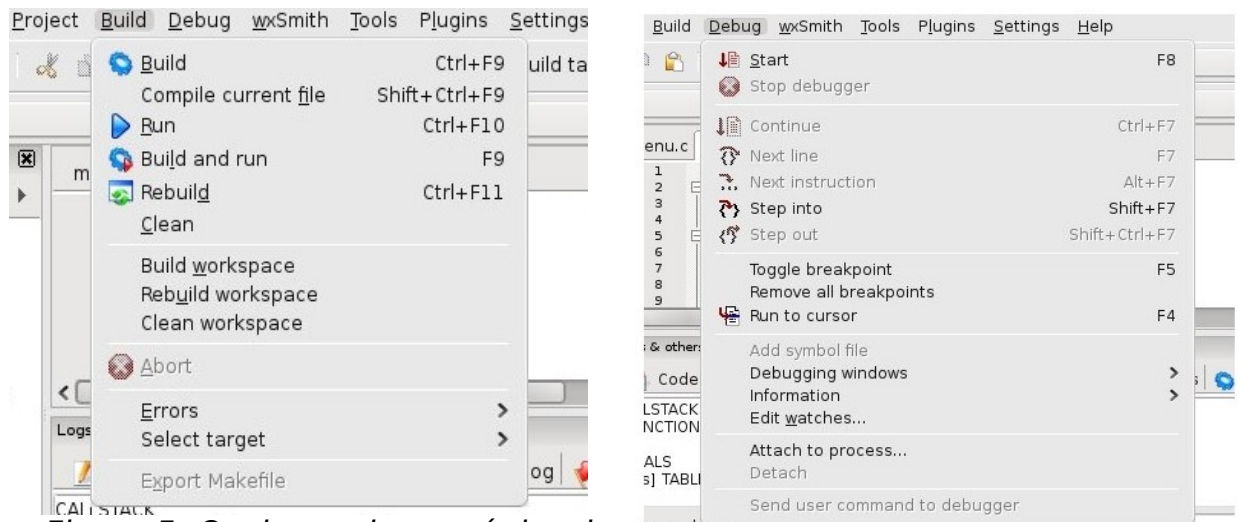 Project Build Debug wxSmith Tools Plugins Settings
Build Ctrl+F9
uild ta
Compile current file Shift+Ctrl+F9
Run Ctrl+F10
Build and run F9
m
Rebuild Ctrl+F11
Clean
Build workspace
Rebuild workspace
Clean workspace
Abort
Errors
Logs
Select target
og
Export Makefile
CALLSTACK
Build Debug wxSmith Tools Plugins Settings Help
Start F8
Stop debugger
Continue Ctrl+F7
enu.c
Next line F7
1
2
Next instruction Alt+F7
3
Step into Shift+F7
4
5
Step out Shift+Ctrl+F7
6
7
Toggle breakpoint F5
8
Remove all breakpoints
9
Run to cursor F4
s & others
Add symbol file
Code
Debugging windows
s
Information
LSTACK
Edit watches...
NCTION
Attach to process...
ALS
Detach
s] TABL
Send user command to debugger